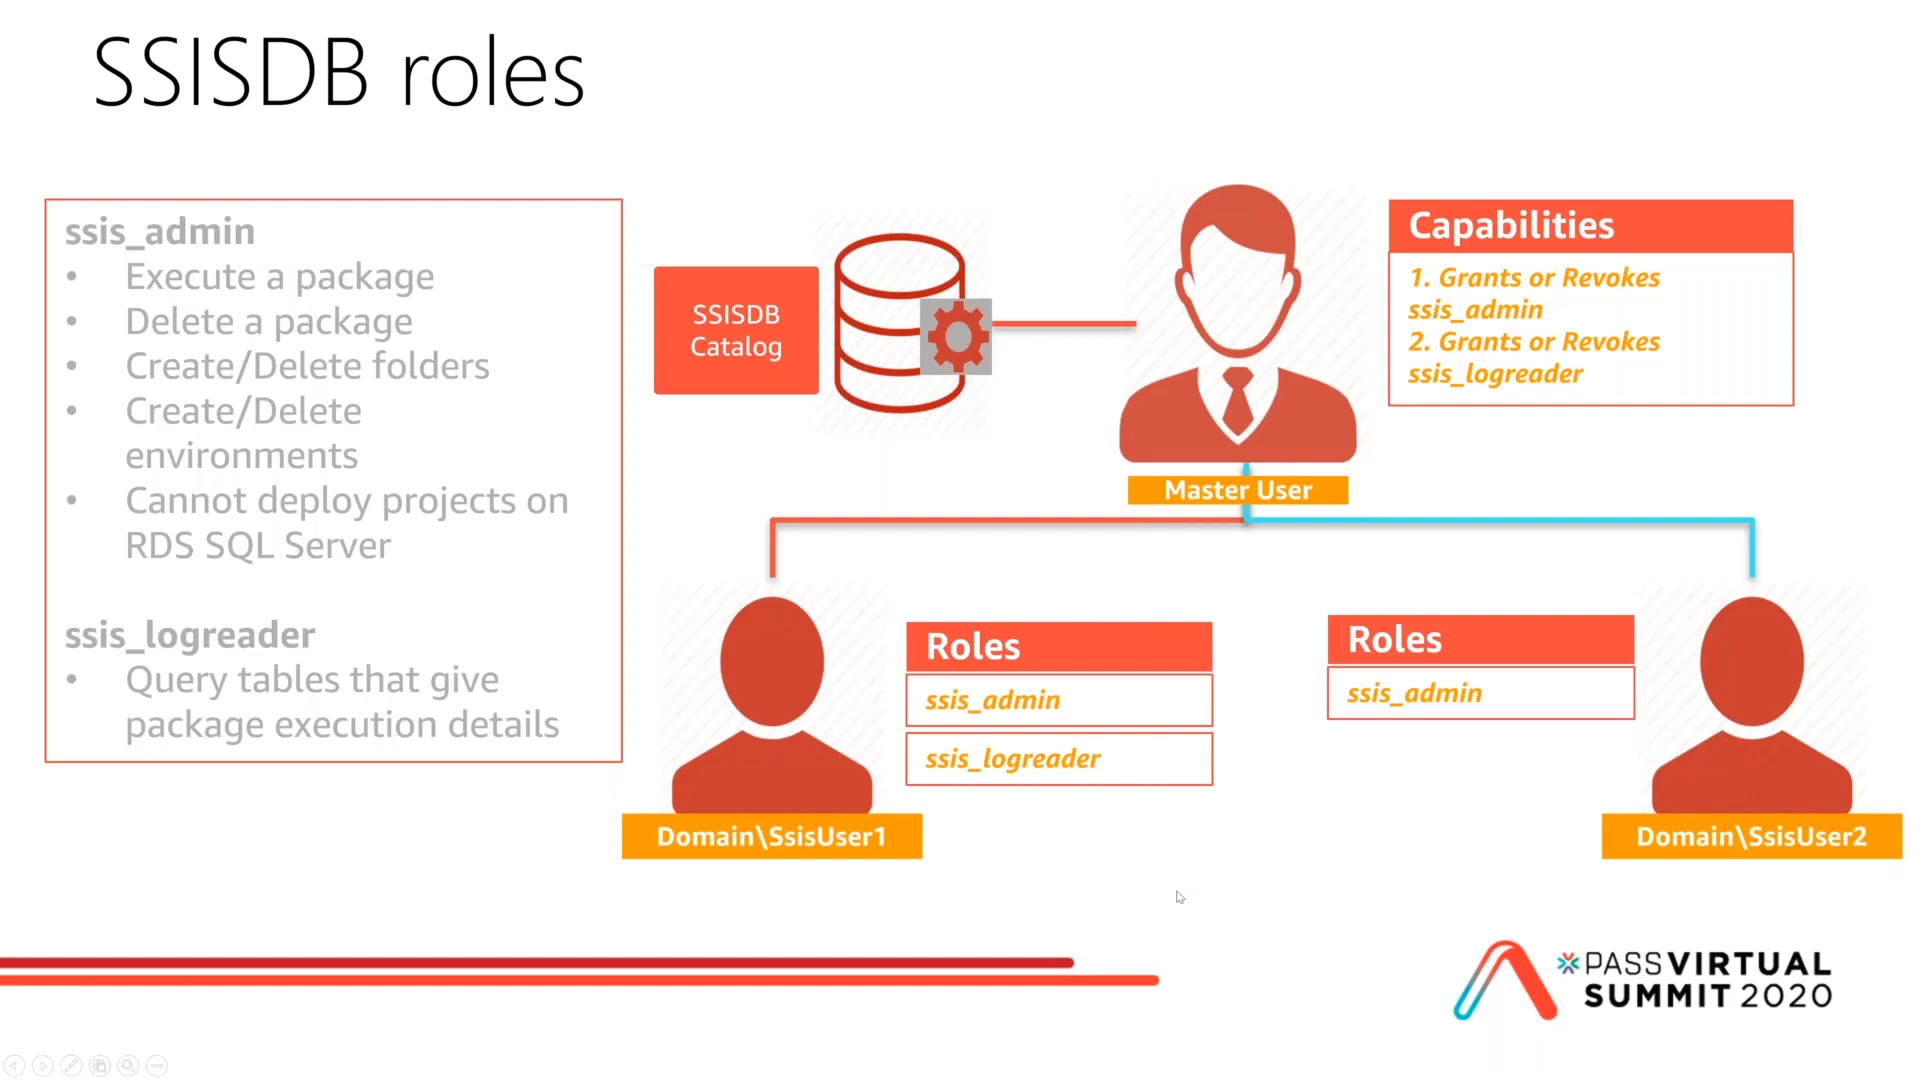 SSISDB roles
ssis_admin
• Execute a package
• Delete a package
• Create/Delete folders
• Create/Delete
environments
• Cannot deploy projects on
RDS SQL Server
ssis_logreader
• Query tables that give
package execution details
SSISDB
Catalog
Master User
Capabilities
1. Grants or Revokes
ssis_admin
2. Grants or Revokes
ssis_logreader
Roles
ssis_admin
ssis_logreader
Domain\SsisUser1
Roles
ssis_admin
Domain\SsisUser2
PASS VIRTUAL
SUMMIT 2020